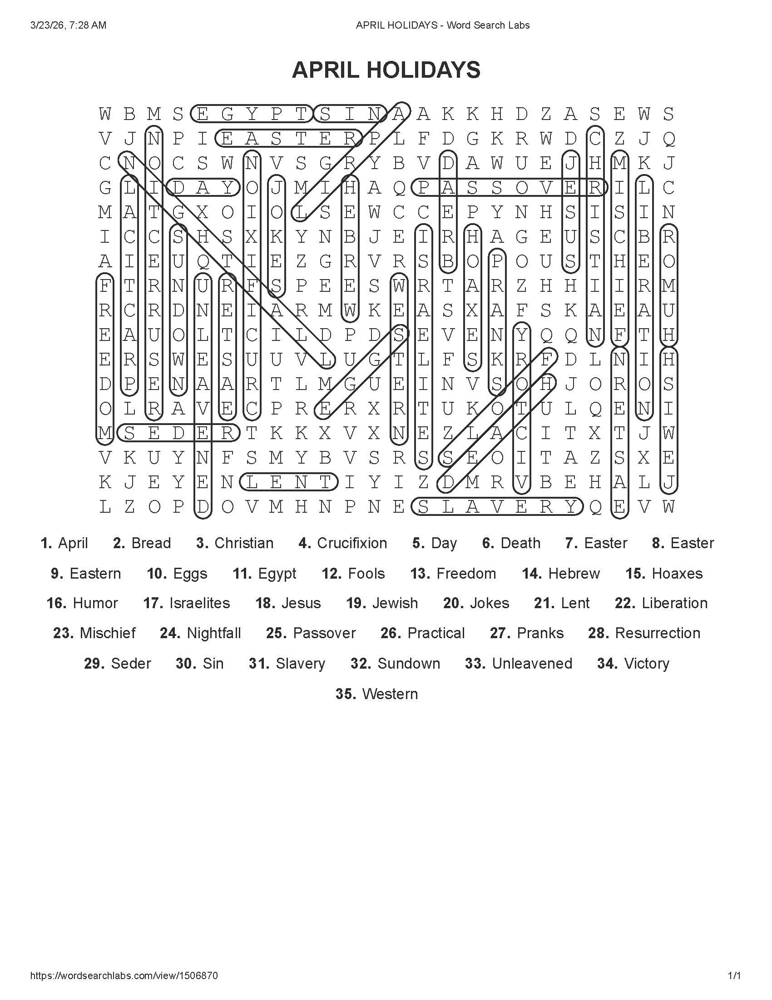 3/23/26, 7:28 AM APRIL HOLIDAYS - Word Search Labs
APRIL HOLIDAYS
W B M S E G Y P T S I N A A K K H D Z A S E W S
V J N P I E A S T E R P L F D G K R W D C Z J Q
C N O C S W N V S G R Y B V D A W U E J H M K J
G L I D A Y O J M I H A Q P A S S O V E R I L C
M A T G X O I O L S E W C C E P Y N H S I S I N
I C C S H S X K Y N B J E I R H A G E U S C B R
A I E U Q T I E Z G R V R S B O P O U S T H E O
F T R N U R F S P E E S W R T A R Z H H I I R M
R C R D N E I A R M W K E A S X A F S K A E A U
E A U O L T C I L D P D S E V E N Y Q Q N F T H
E R S W E S U U V L U G T L F S K R F D L N I H
D P E N A A R T L M G U E I N V S O H J O R O S
O L R A V E C P R E R X R T U K O T U L Q E N I
M S E D E R T K K X V X N E Z L A C I T X T J W
V K U Y N F S M Y B V S R S S E O I T A Z S X E
K J E Y E N L E N T I Y I Z D M R V B E H A L J
L Z O P D O V M H N P N E S L A V E R Y Q E V W
1. April 2. Bread 3. Christian 4. Crucifixion 5. Day 6. Death 7. Easter 8. Easter
9. Eastern 10. Eggs 11. Egypt 12. Fools 13. Freedom 14. Hebrew 15. Hoaxes
16. Humor 17. Israelites 18. Jesus 19. Jewish 20. Jokes 21. Lent 22. Liberation
23. Mischief 24. Nightfall 25. Passover 26. Practical 27. Pranks 28. Resurrection
29. Seder 30. Sin 31. Slavery 32. Sundown 33. Unleavened 34. Victory
35. Western
https://wordsearchlabs.com/view/1506870 1/1